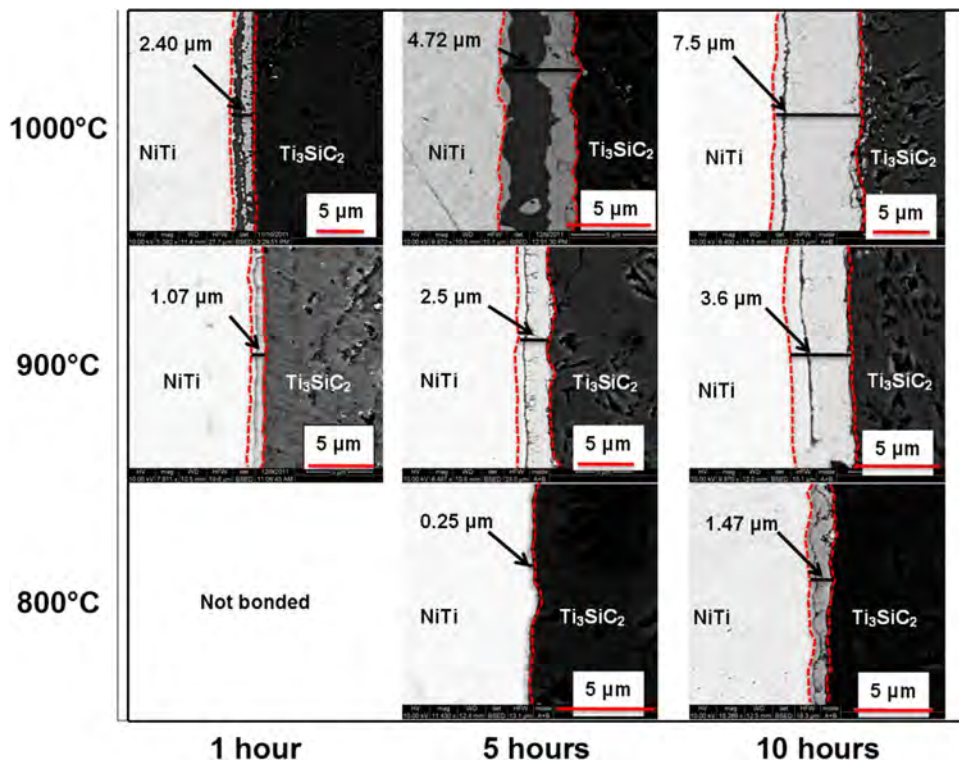 2.40 µm
NiTi
Ti₃SiC₂
5 µm
4.72 µm
NiTi
Ti₃SiC₂
5 µm
7.5 µm
NiTi
Ti₃SiC₂
5 µm
1000°C
1.07 µm
NiTi
Ti₃SiC₂
5 µm
2.5 µm
NiTi
Ti₃SiC₂
5 µm
3.6 µm
NiTi
Ti₃SiC₂
5 µm
900°C
Not bonded
0.25 µm
NiTi
Ti₃SiC₂
5 µm
1.47 µm
NiTi
Ti₃SiC₂
5 µm
800°C
1 hour
5 hours
10 hours